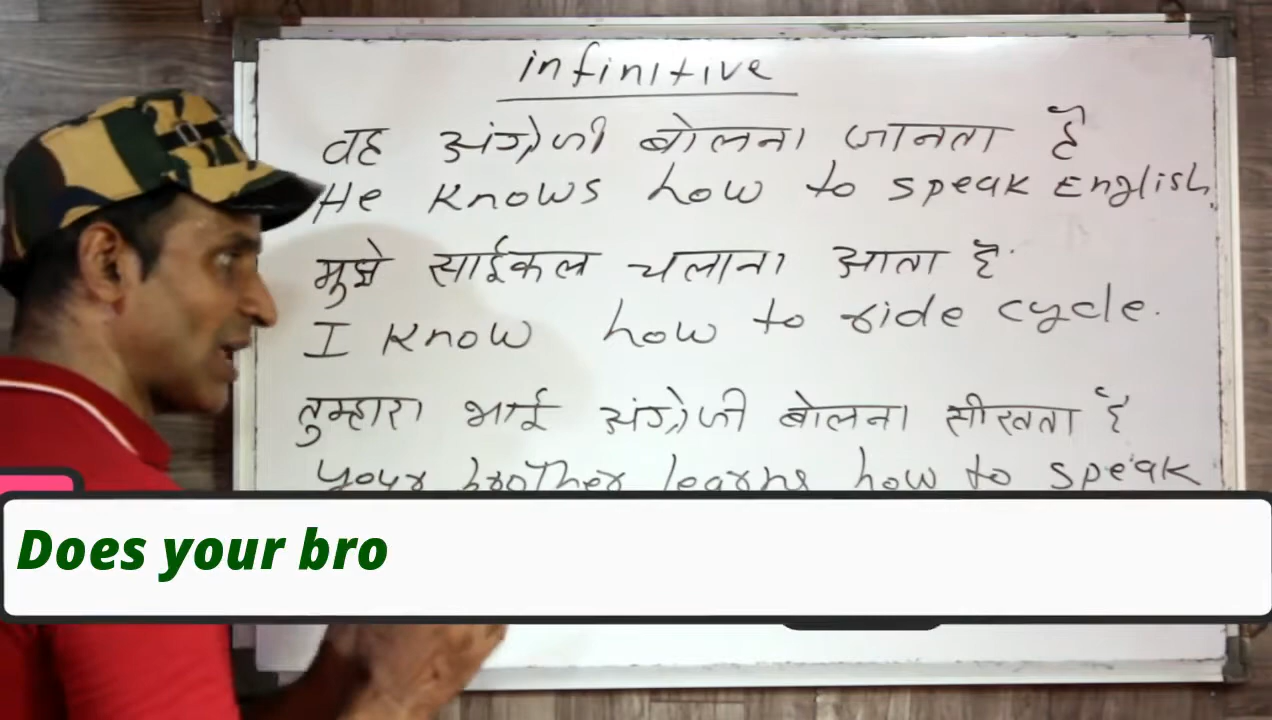 infinitive
वह अंग्रेजी बोलना जानता है
He knows how to speak English.
मुझे साईकल चलाना आता है.
I know how to ride cycle.
तुम्हारा भाई अंग्रेजी बोलना सीखता है
your brother learns how to speak
Does your bro